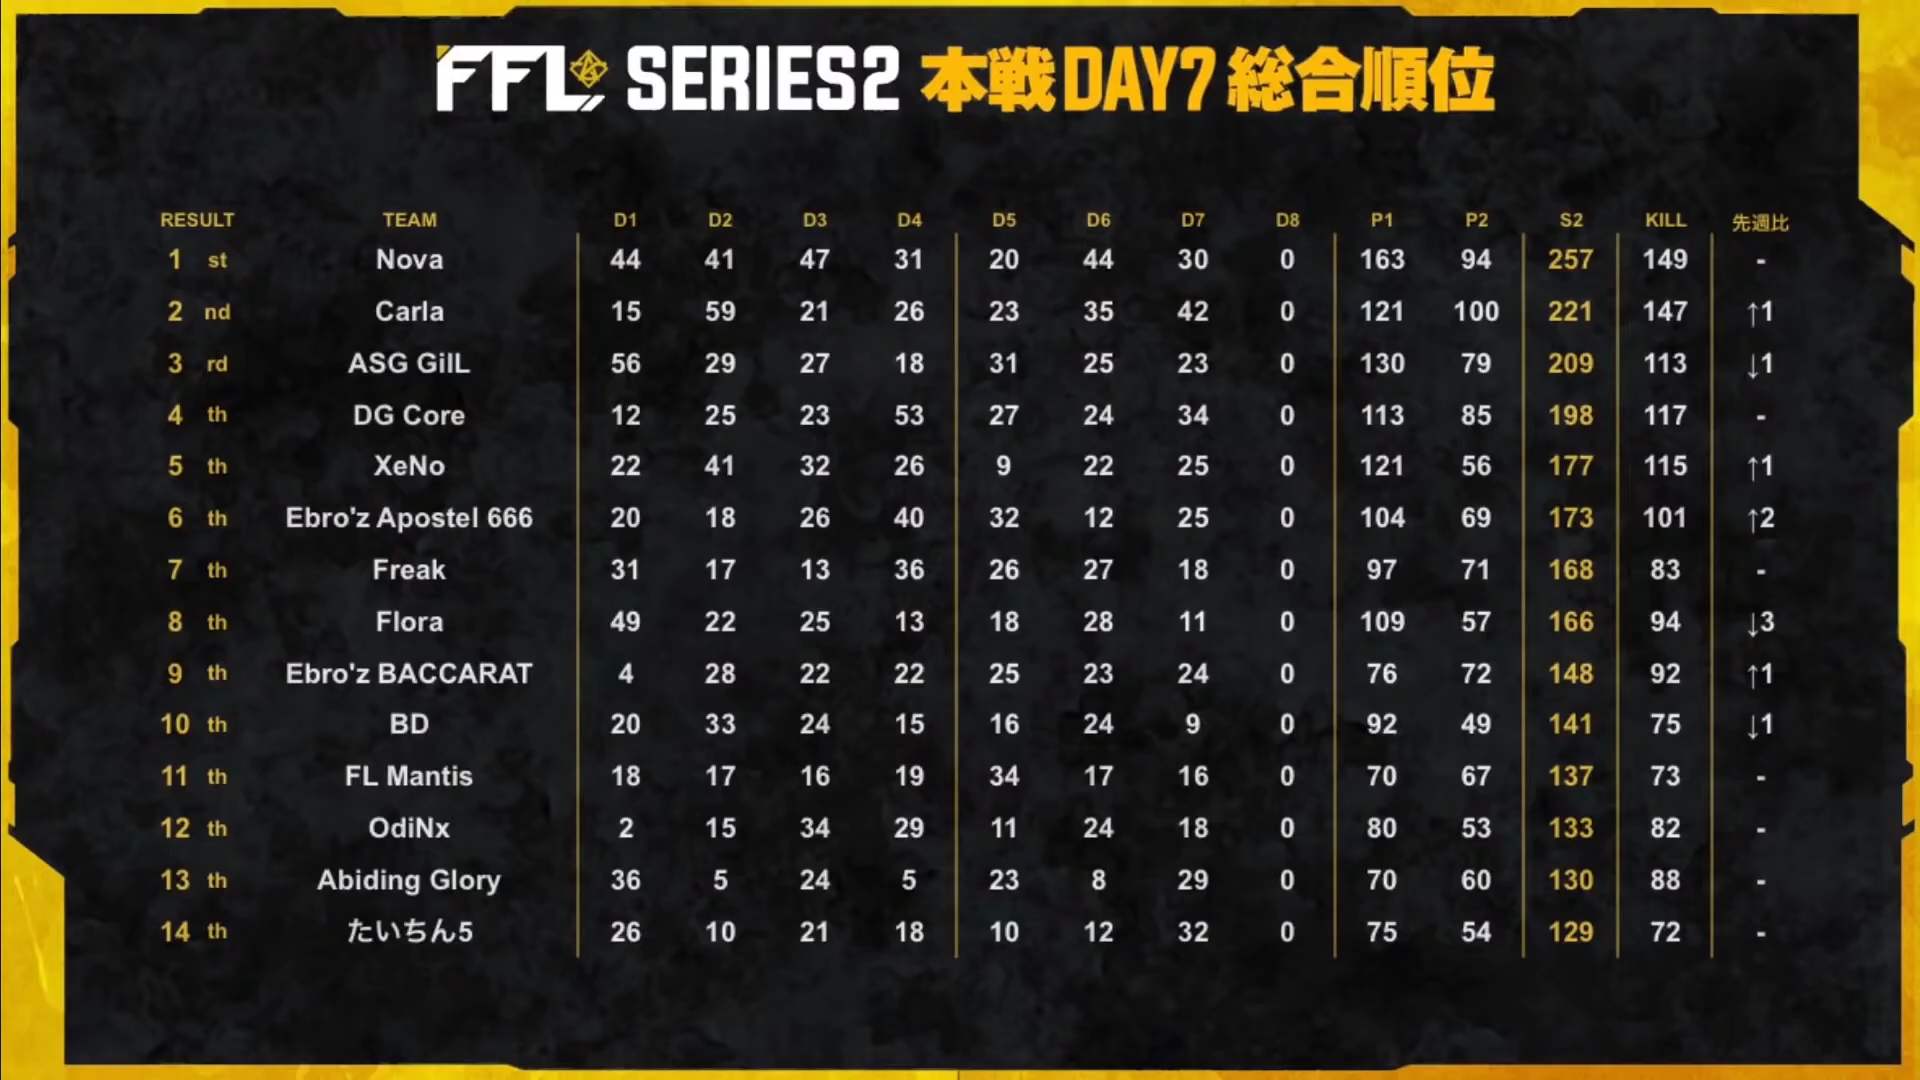 FFL SERIES2 本戦DAY7 総合順位
RESULT TEAM D1 D2 D3 D4 D5 D6 D7 D8 P1 P2 S2 KILL 先週比
1 st Nova 44 41 47 31 20 44 30 0 163 94 257 149 -
2 nd Carla 15 59 21 26 23 35 42 0 121 100 221 147 ↑1
3 rd ASG GilL 56 29 27 18 31 25 23 0 130 79 209 113 ↓1
4 th DG Core 12 25 23 53 27 24 34 0 113 85 198 117 -
5 th XeNo 22 41 32 26 9 22 25 0 121 56 177 115 ↑1
6 th Ebro'z Apostel 666 20 18 26 40 32 12 25 0 104 69 173 101 ↑2
7 th Freak 31 17 13 36 26 27 18 0 97 71 168 83 -
8 th Flora 49 22 25 13 18 28 11 0 109 57 166 94 ↓3
9 th Ebro'z BACCARAT 4 28 22 22 25 23 24 0 76 72 148 92 ↑1
10 th BD 20 33 24 15 16 24 9 0 92 49 141 75 ↓1
11 th FL Mantis 18 17 16 19 34 17 16 0 70 67 137 73 -
12 th OdiNx 2 15 34 29 11 24 18 0 80 53 133 82 -
13 th Abiding Glory 36 5 24 5 23 8 29 0 70 60 130 88 -
14 th たいちん5 26 10 21 18 10 12 32 0 75 54 129 72 -